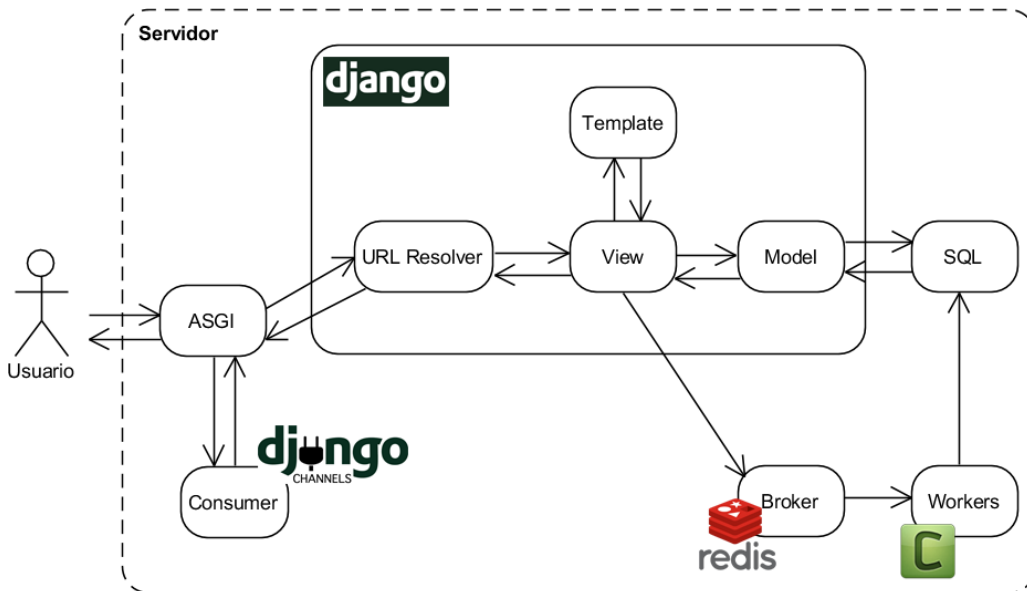 Servidor
django
Template
URL Resolver
View
Model
SQL
ASGI
Usuario
django
CHANNELS
Consumer
Broker
Workers
redis
C